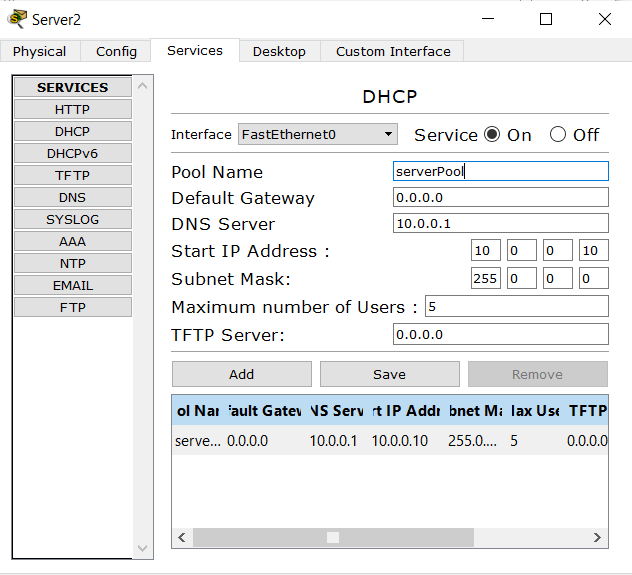 Server2
Physical Config Services Desktop Custom Interface
SERVICES
HTTP
DHCP
DHCPv6
TFTP
DNS
SYSLOG
AAA
NTP
EMAIL
FTP
DHCP
Interface FastEthernet0 Service On Off
Pool Name serverPool
Default Gateway 0.0.0.0
DNS Server 10.0.0.1
Start IP Address : 10 0 0 10
Subnet Mask: 255 0 0 0
Maximum number of Users : 5
TFTP Server: 0.0.0.0
Add Save Remove
ol Nar fault Gatew NS Serv rt IP Addr bnet Ma Max Use TFTP
serve... 0.0.0.0 10.0.0.1 10.0.0.10 255.0.... 5 0.0.0.0